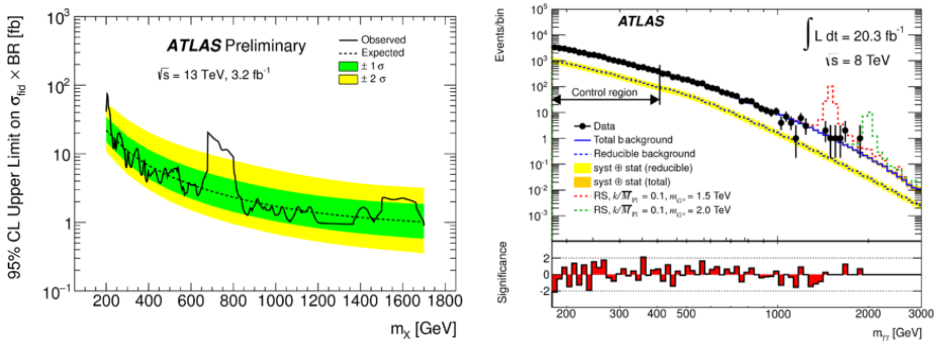 95% CL Upper Limit on σfid × BR [fb]
10³
10²
10
1
10⁻¹
ATLAS Preliminary
√s = 13 TeV, 3.2 fb⁻¹
Observed
Expected
± 1 σ
± 2 σ
200 400 600 800 1000 1200 1400 1600 1800
mX [GeV]
Events/bin
10⁵
10⁴
10³
10²
10
1
10⁻¹
10⁻²
10⁻³
ATLAS
∫ L dt = 20.3 fb⁻¹
√s = 8 TeV
Control region
Data
Total background
Reducible background
syst ⊕ stat (reducible)
syst ⊕ stat (total)
RS, k/M̅Pl = 0.1, mG* = 1.5 TeV
RS, k/M̅Pl = 0.1, mG* = 2.0 TeV
Significance
2
0
-2
200 300 400 500 1000 2000 3000
mγγ [GeV]